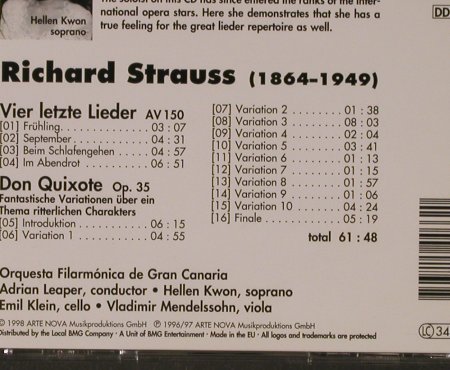 The soloist on this CD has since entered the ranks of the inter-
national opera stars. Here she demonstrates that she has a
true feeling for the great lieder repertoire as well.
Hellen Kwon
soprano
DD
Richard Strauss (1864–1949)
Vier letzte Lieder AV 150
[01] Frühling. . . . . . . . . . . . . 03 : 07
[02] September . . . . . . . . . . 04 : 31
[03] Beim Schlafengehen . . . 04 : 57
[04] Im Abendrot . . . . . . . . . 06 : 51
Don Quixote Op. 35
Fantastische Variationen über ein
Thema ritterlichen Charakters
[05] Introduktion . . . . . . . . 06 : 15
[06] Variation 1 . . . . . . . . . 04 : 55
[07] Variation 2 . . . . . . . . . 01 : 38
[08] Variation 3 . . . . . . . . . 08 : 03
[09] Variation 4 . . . . . . . . . 02 : 04
[10] Variation 5 . . . . . . . . . 03 : 41
[11] Variation 6 . . . . . . . . . 01 : 13
[12] Variation 7 . . . . . . . . . 01 : 15
[13] Variation 8 . . . . . . . . . 01 : 57
[14] Variation 9 . . . . . . . . . 01 : 06
[15] Variation 10 . . . . . . . . 04 : 24
[16] Finale . . . . . . . . . . . . 05 : 19
total 61 : 48
Orquesta Filarmónica de Gran Canaria
Adrian Leaper, conductor • Hellen Kwon, soprano
Emil Klein, cello • Vladimir Mendelssohn, viola
© 1998 ARTE NOVA Musikproduktions GmbH ℗ 1996/97 ARTE NOVA Musikproduktions GmbH
Distributed by the Local BMG Company · A Unit of BMG Entertainment · Made in the EU · All logos and trademarks are protected
LC 34